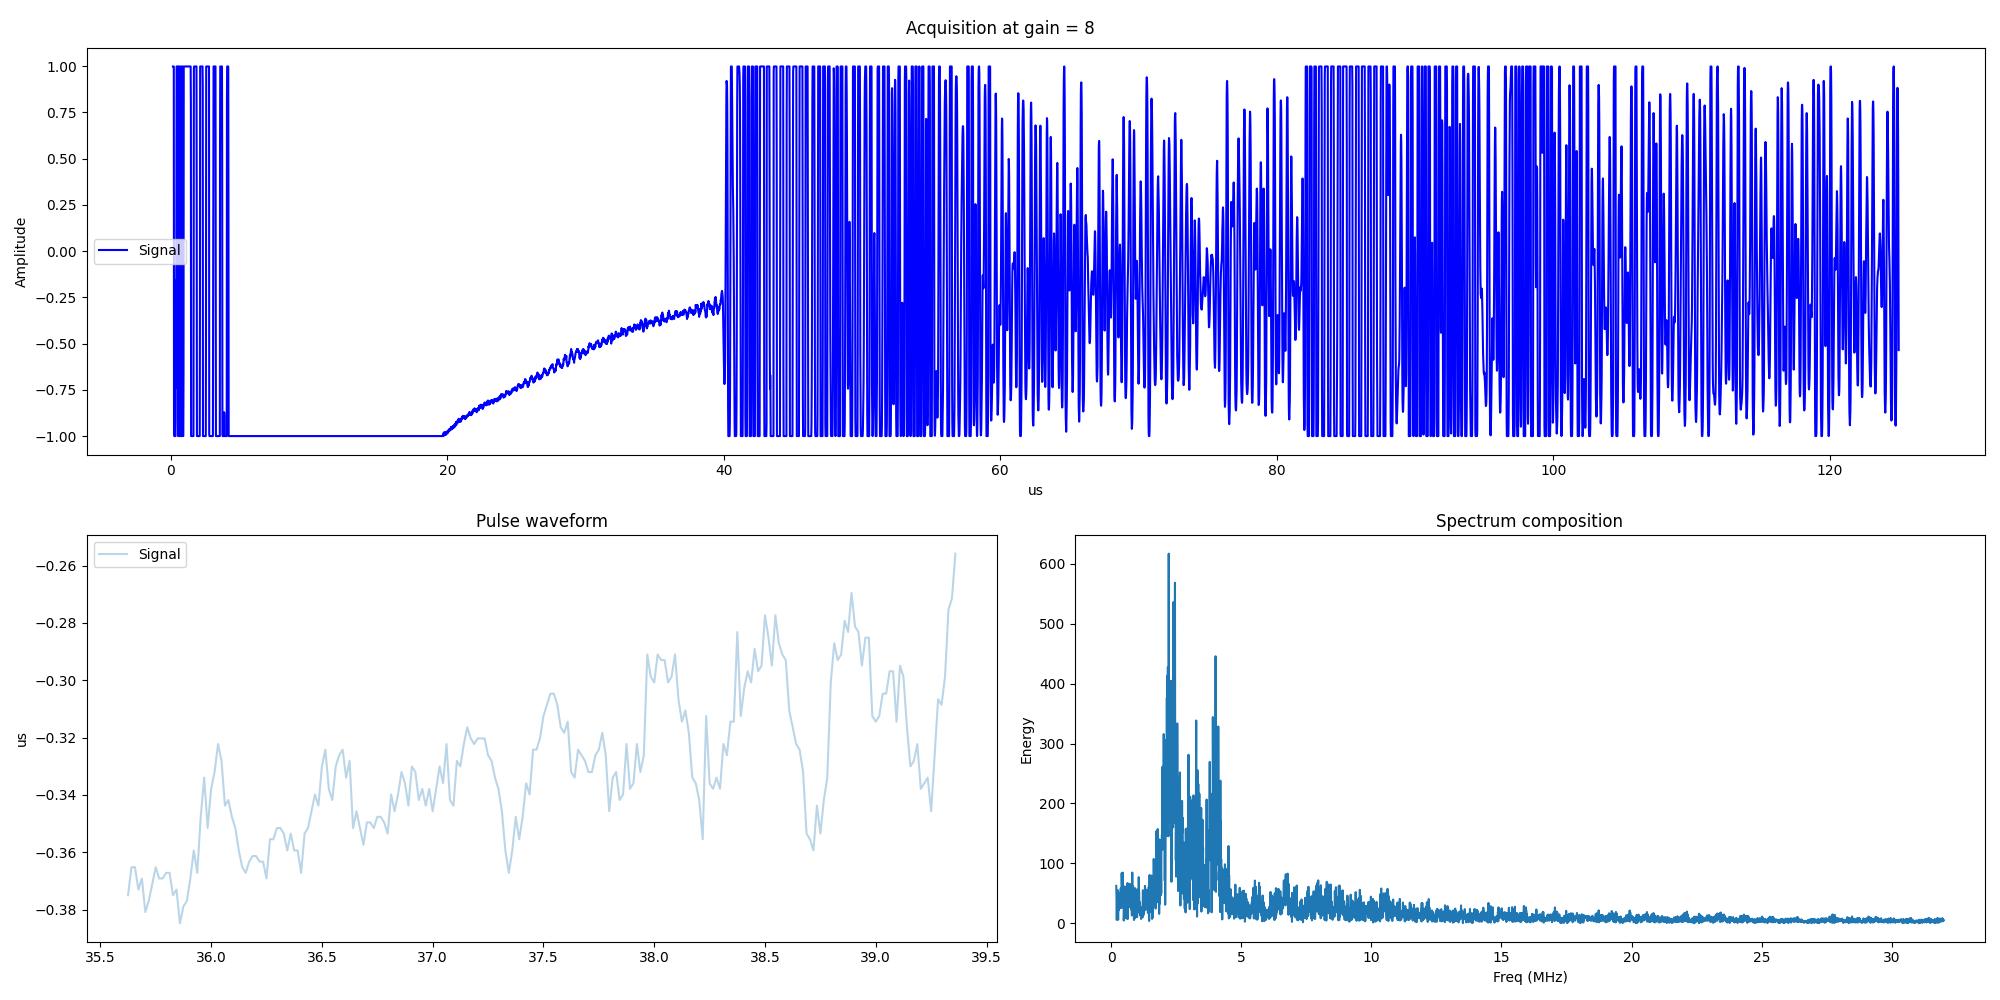 Acquisition at gain = 8
Amplitude
1.00
0.75
0.50
0.25
0.00
−0.25
−0.50
−0.75
−1.00
Signal
0 20 40 60 80 100 120
us
Pulse waveform
us
−0.26
−0.28
−0.30
−0.32
−0.34
−0.36
−0.38
Signal
35.5 36.0 36.5 37.0 37.5 38.0 38.5 39.0 39.5
Spectrum composition
Energy
600
500
400
300
200
100
0
0 5 10 15 20 25 30
Freq (MHz)